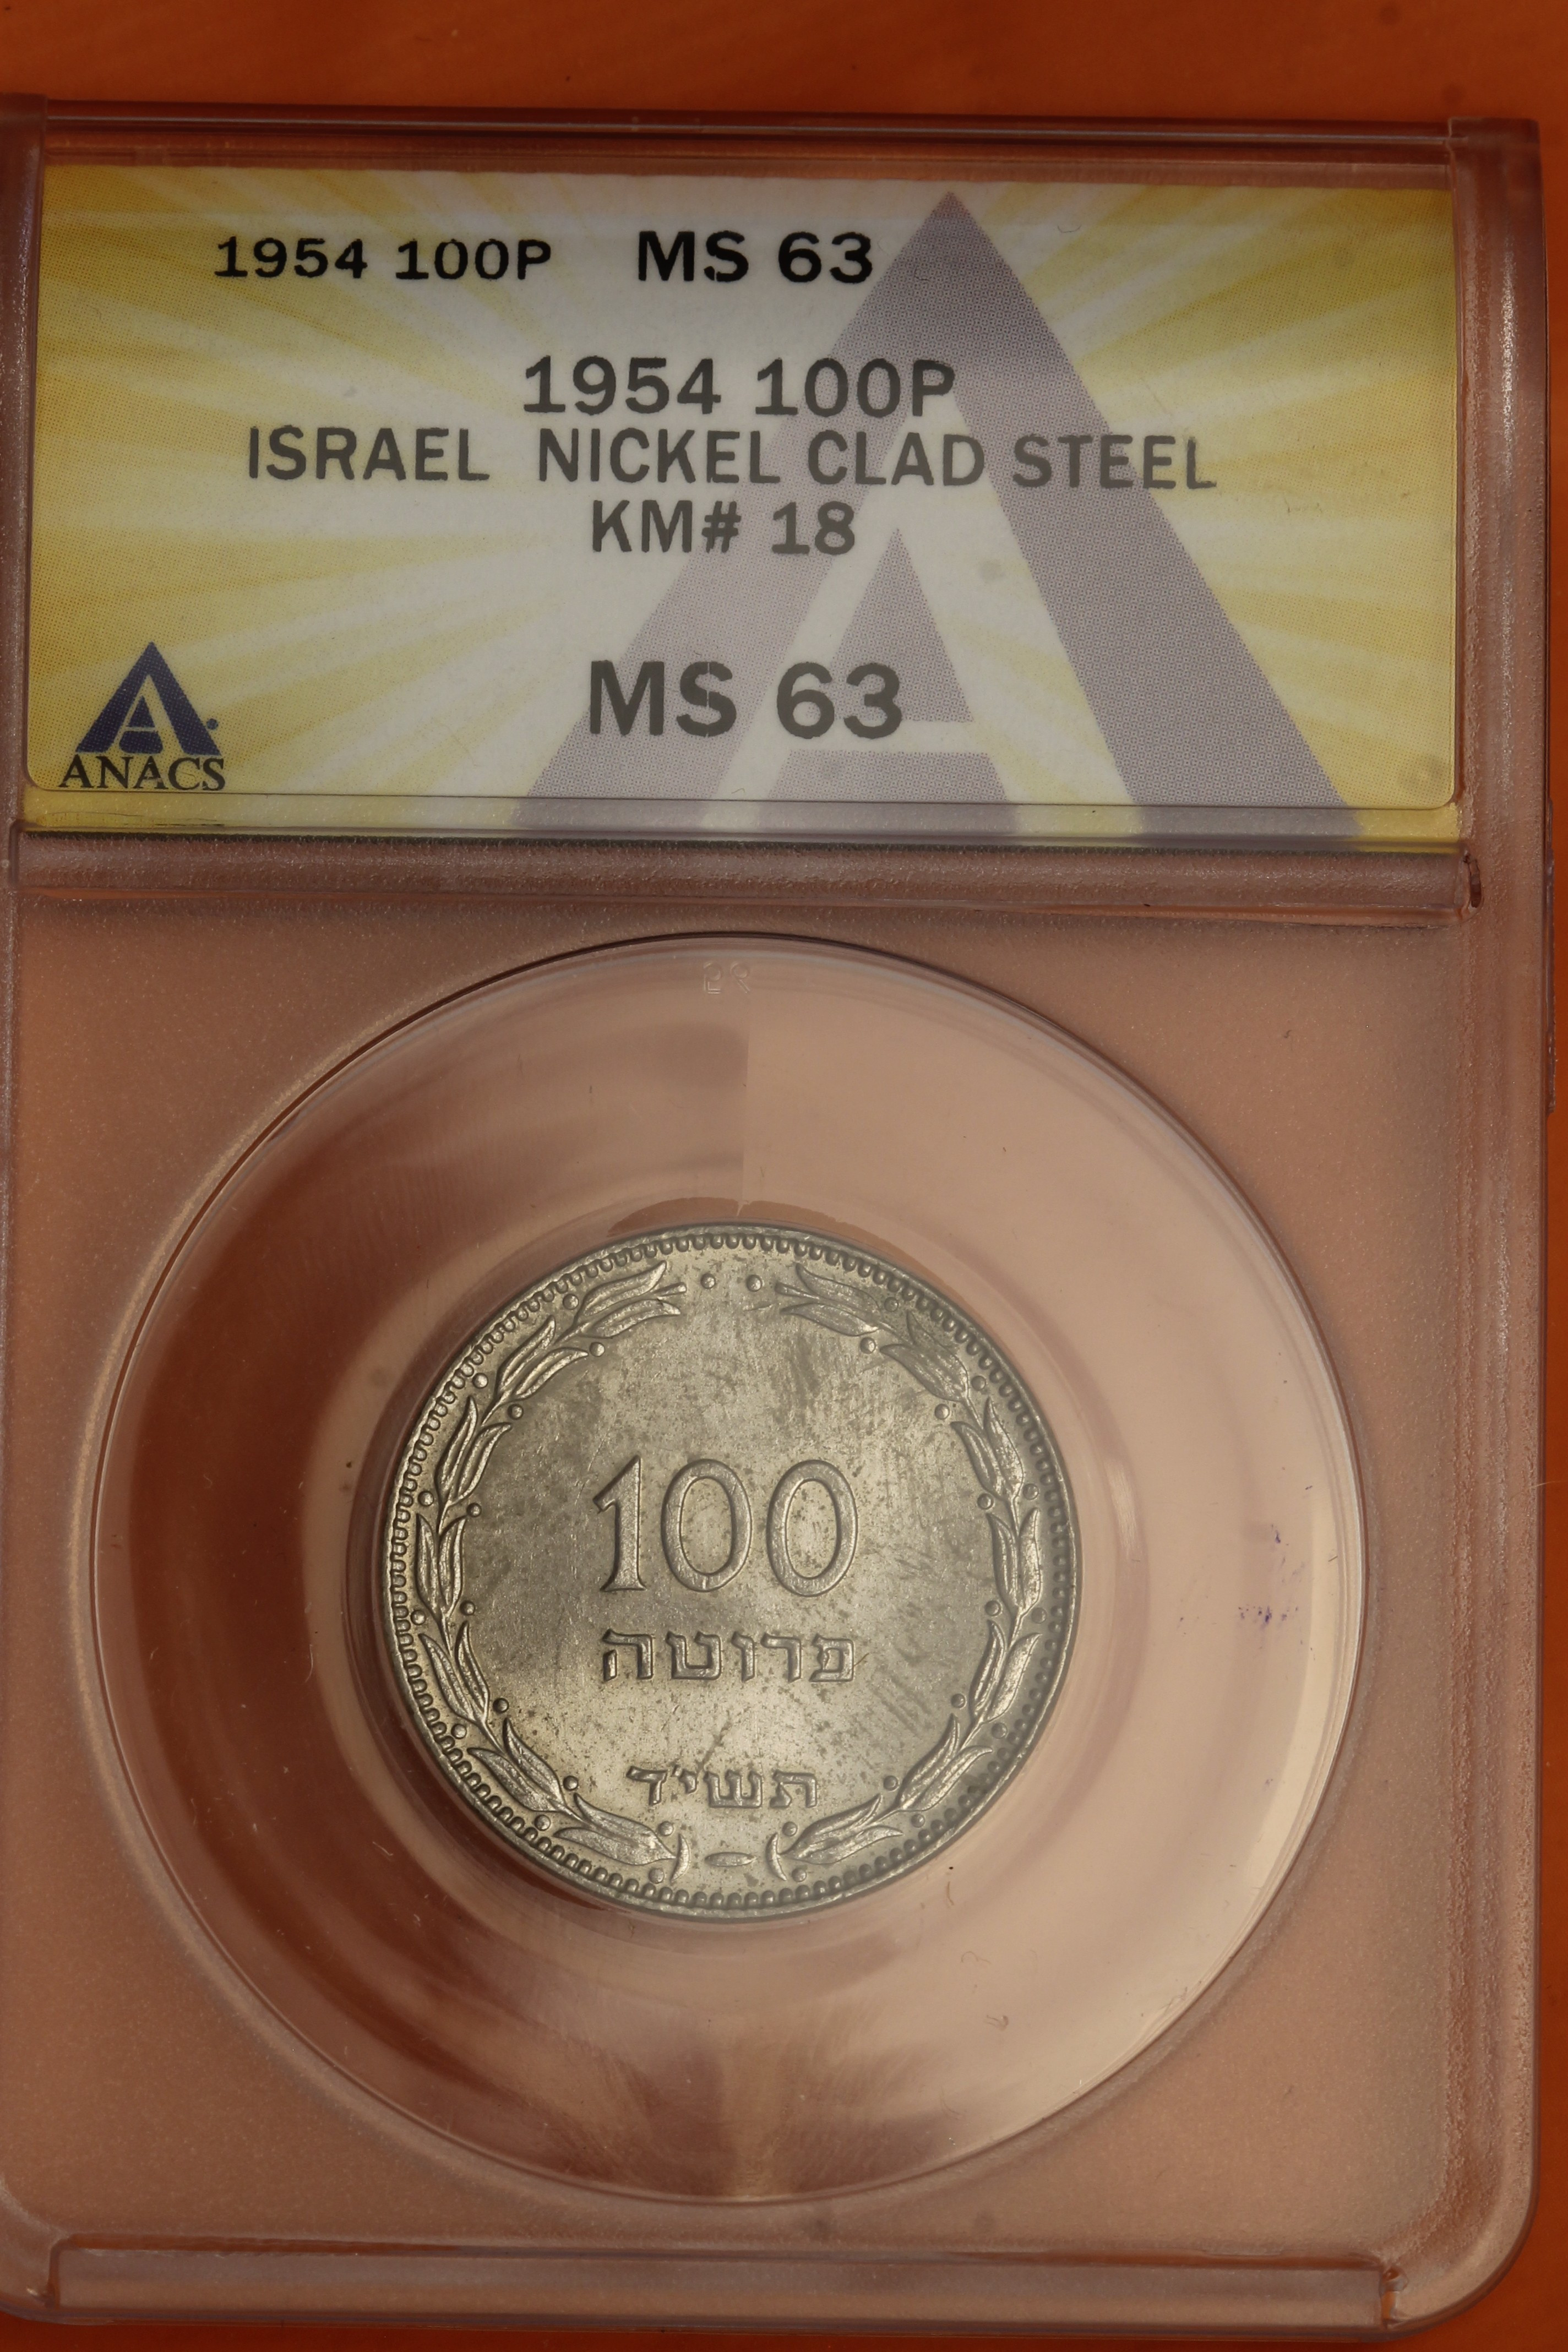 1954 100P MS 63
1954 100P
ISRAEL NICKEL CLAD STEEL
KM# 18
MS 63
ANACS
100
פרוטה
תשי"ד